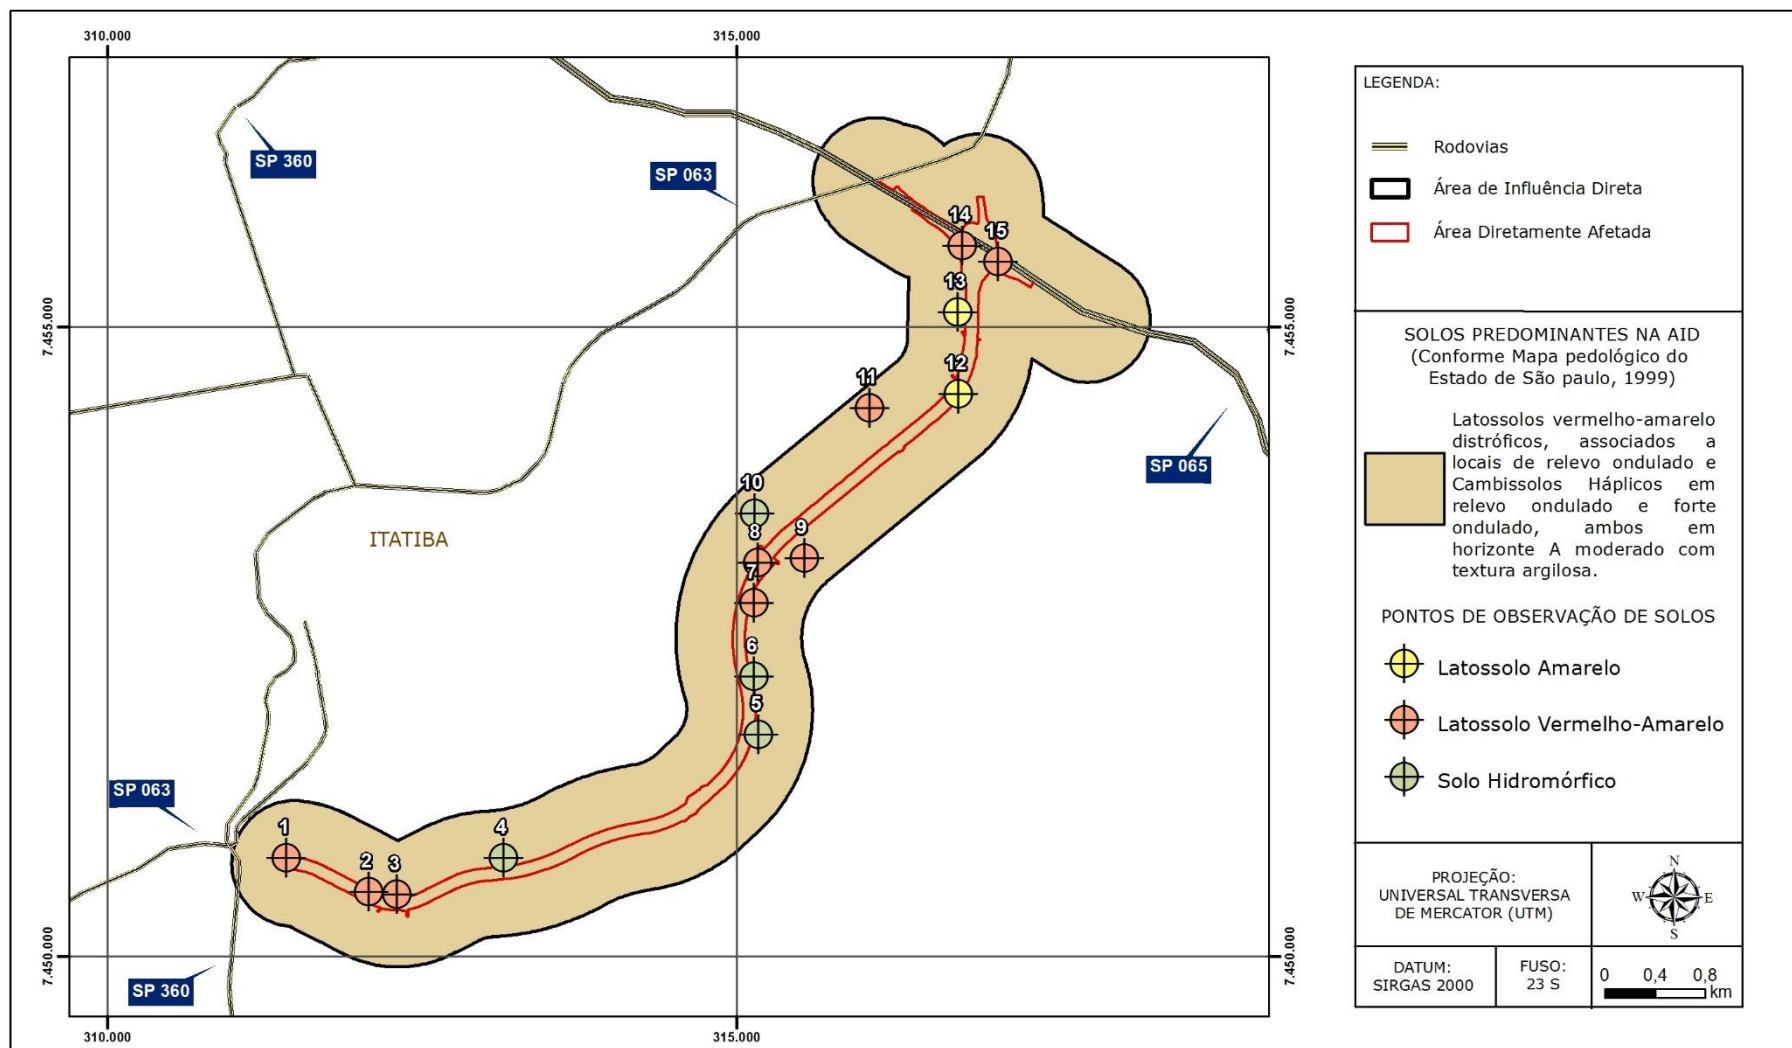 310.000
315.000
SP 360
SP 063
14
15
13
7.455.000
7.455.000
12
11
SP 065
10
ITATIBA
8
9
7
6
5
SP 063
1
4
2
3
7.450.000
7.450.000
SP 360
310.000
315.000
LEGENDA:
Rodovias
Área de Influência Direta
Área Diretamente Afetada
SOLOS PREDOMINANTES NA AID
(Conforme Mapa pedológico do
Estado de São paulo, 1999)
Latossolos vermelho-amarelo
distróficos, associados a
locais de relevo ondulado e
Cambissolos Háplicos em
relevo ondulado e forte
ondulado, ambos em
horizonte A moderado com
textura argilosa.
PONTOS DE OBSERVAÇÃO DE SOLOS
Latossolo Amarelo
Latossolo Vermelho-Amarelo
Solo Hidromórfico
PROJEÇÃO:
UNIVERSAL TRANSVERSA
DE MERCATOR (UTM)
N
W E
S
DATUM:
SIRGAS 2000
FUSO:
23 S
0 0,4 0,8
km